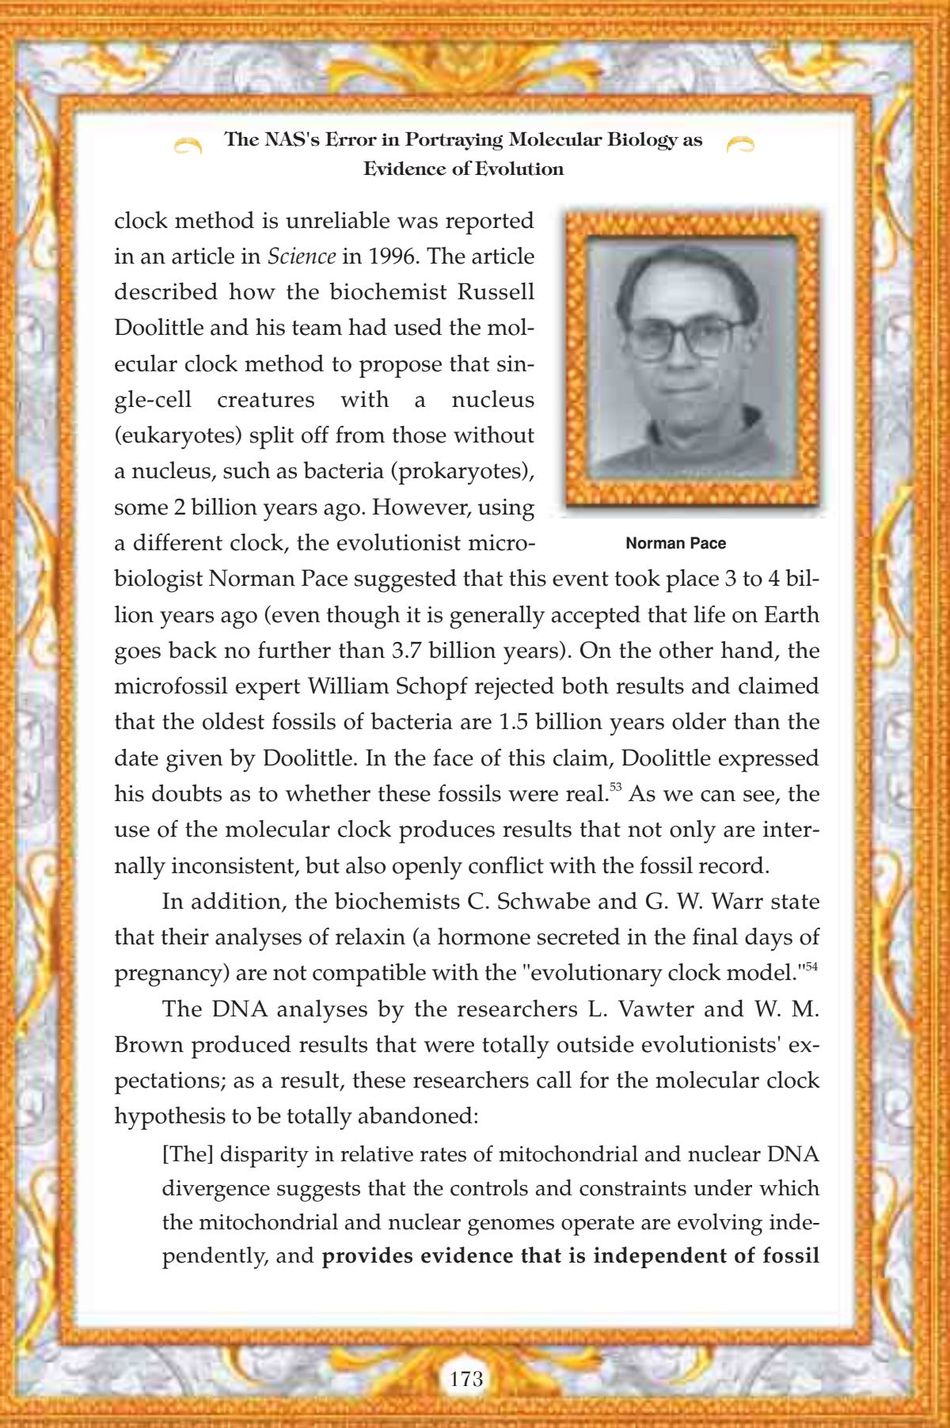 The NAS's Error in Portraying Molecular Biology as
Evidence of Evolution
clock method is unreliable was reported
in an article in Science in 1996. The article
described how the biochemist Russell
Doolittle and his team had used the mol-
ecular clock method to propose that sin-
gle-cell creatures with a nucleus
(eukaryotes) split off from those without
a nucleus, such as bacteria (prokaryotes),
some 2 billion years ago. However, using
a different clock, the evolutionist micro-
Norman Pace
biologist Norman Pace suggested that this event took place 3 to 4 bil-
lion years ago (even though it is generally accepted that life on Earth
goes back no further than 3.7 billion years). On the other hand, the
microfossil expert William Schopf rejected both results and claimed
that the oldest fossils of bacteria are 1.5 billion years older than the
date given by Doolittle. In the face of this claim, Doolittle expressed
his doubts as to whether these fossils were real.53 As we can see, the
use of the molecular clock produces results that not only are inter-
nally inconsistent, but also openly conflict with the fossil record.
In addition, the biochemists C. Schwabe and G. W. Warr state
that their analyses of relaxin (a hormone secreted in the final days of
pregnancy) are not compatible with the "evolutionary clock model."54
The DNA analyses by the researchers L. Vawter and W. M.
Brown produced results that were totally outside evolutionists' ex-
pectations; as a result, these researchers call for the molecular clock
hypothesis to be totally abandoned:
[The] disparity in relative rates of mitochondrial and nuclear DNA
divergence suggests that the controls and constraints under which
the mitochondrial and nuclear genomes operate are evolving inde-
pendently, and provides evidence that is independent of fossil
173